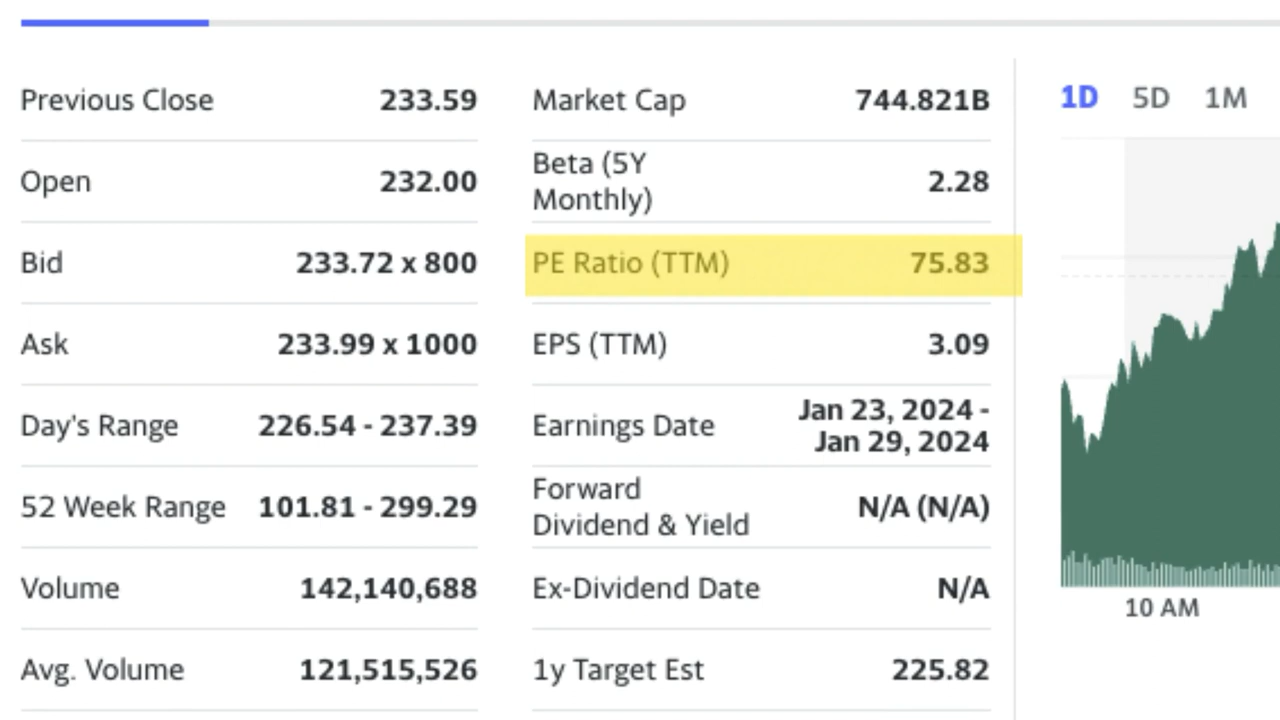 Previous Close 233.59
Open 232.00
Bid 233.72 x 800
Ask 233.99 x 1000
Day's Range 226.54 - 237.39
52 Week Range 101.81 - 299.29
Volume 142,140,688
Avg. Volume 121,515,526
Market Cap 744.821B
Beta (5Y
Monthly) 2.28
PE Ratio (TTM) 75.83
EPS (TTM) 3.09
Earnings Date Jan 23, 2024 -
Jan 29, 2024
Forward
Dividend & Yield N/A (N/A)
Ex-Dividend Date N/A
1y Target Est 225.82
1D 5D 1M
10 AM